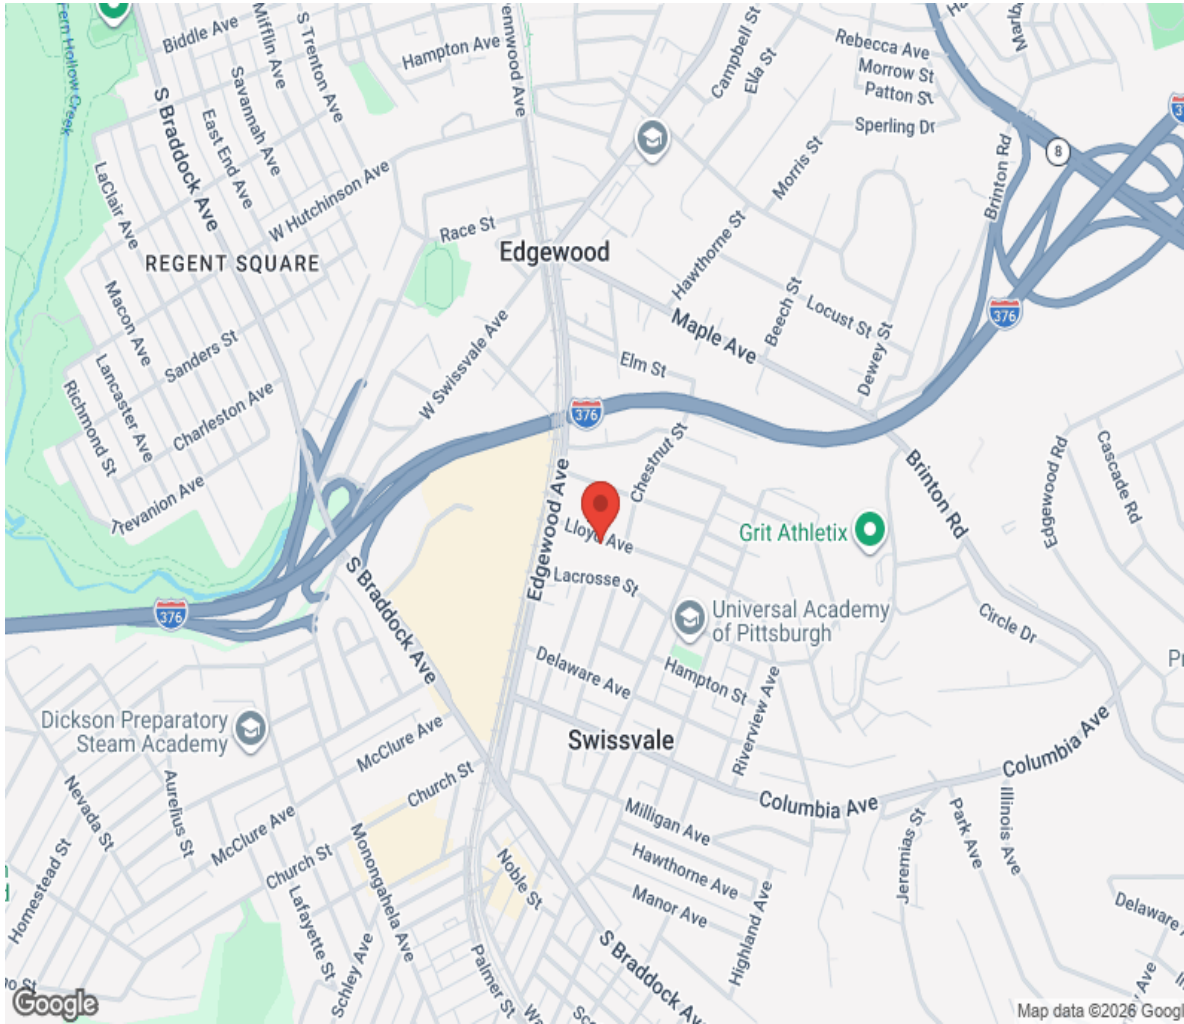 Fern Hollow Creek
Biddle Ave
Mifflin Ave
S Trenton Ave
Hampton Ave
Pennwood Ave
Campbell St
Ella St
Rebecca Ave
Morrow St
Patton St
Sperling Dr
S Braddock Ave
Savannah Ave
East End Ave
LaClair Ave
W Hutchinson Ave
Race St
Edgewood
REGENT SQUARE
Morris St
Hawthorne St
Brinton Rd
8
376
Beech St
Locust St
Dewey St
Maple Ave
Elm St
Macon Ave
Sanders St
Lancaster Ave
Richmond St
Charleston Ave
W Swissvale Ave
Trevanion Ave
376
Chestnut St
Edgewood Ave
Lloyd Ave
Lacrosse St
Grit Athletix
Brinton Rd
Edgewood Rd
Cascade Rd
376
S Braddock Ave
Universal Academy
of Pittsburgh
Circle Dr
Delaware Ave
Hampton St
Riverview Ave
Dickson Preparatory
Steam Academy
McClure Ave
Swissvale
Columbia Ave
Church St
Columbia Ave
Nevada St
Aurelius St
McClure Ave
Milligan Ave
Jeremias St
Park Ave
Illinois Ave
Homestead St
Church St
Monongahela Ave
Noble St
Hawthorne Ave
Manor Ave
Highland Ave
Lafayette St
Schley Ave
Palmer St
S Braddock Ave
Delaware
Google
Map data ©2026 Googl